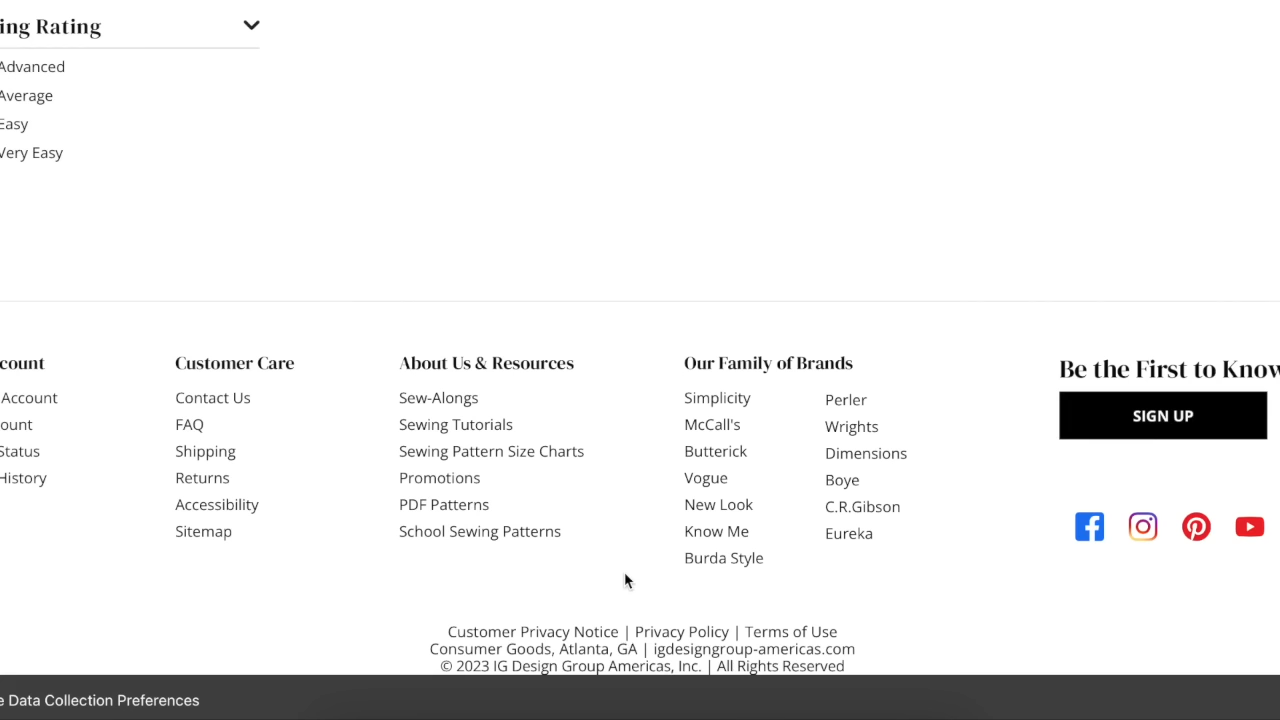 ing Rating
Advanced
Average
Easy
Very Easy
count
Account
ount
Status
History
Customer Care
Contact Us
FAQ
Shipping
Returns
Accessibility
Sitemap
About Us & Resources
Sew-Alongs
Sewing Tutorials
Sewing Pattern Size Charts
Promotions
PDF Patterns
School Sewing Patterns
Our Family of Brands
Simplicity
McCall's
Butterick
Vogue
New Look
Know Me
Burda Style
Perler
Wrights
Dimensions
Boye
C.R.Gibson
Eureka
Be the First to Know
SIGN UP
Customer Privacy Notice | Privacy Policy | Terms of Use
Consumer Goods, Atlanta, GA | igdesigngroup-americas.com
© 2023 IG Design Group Americas, Inc. | All Rights Reserved
e Data Collection Preferences